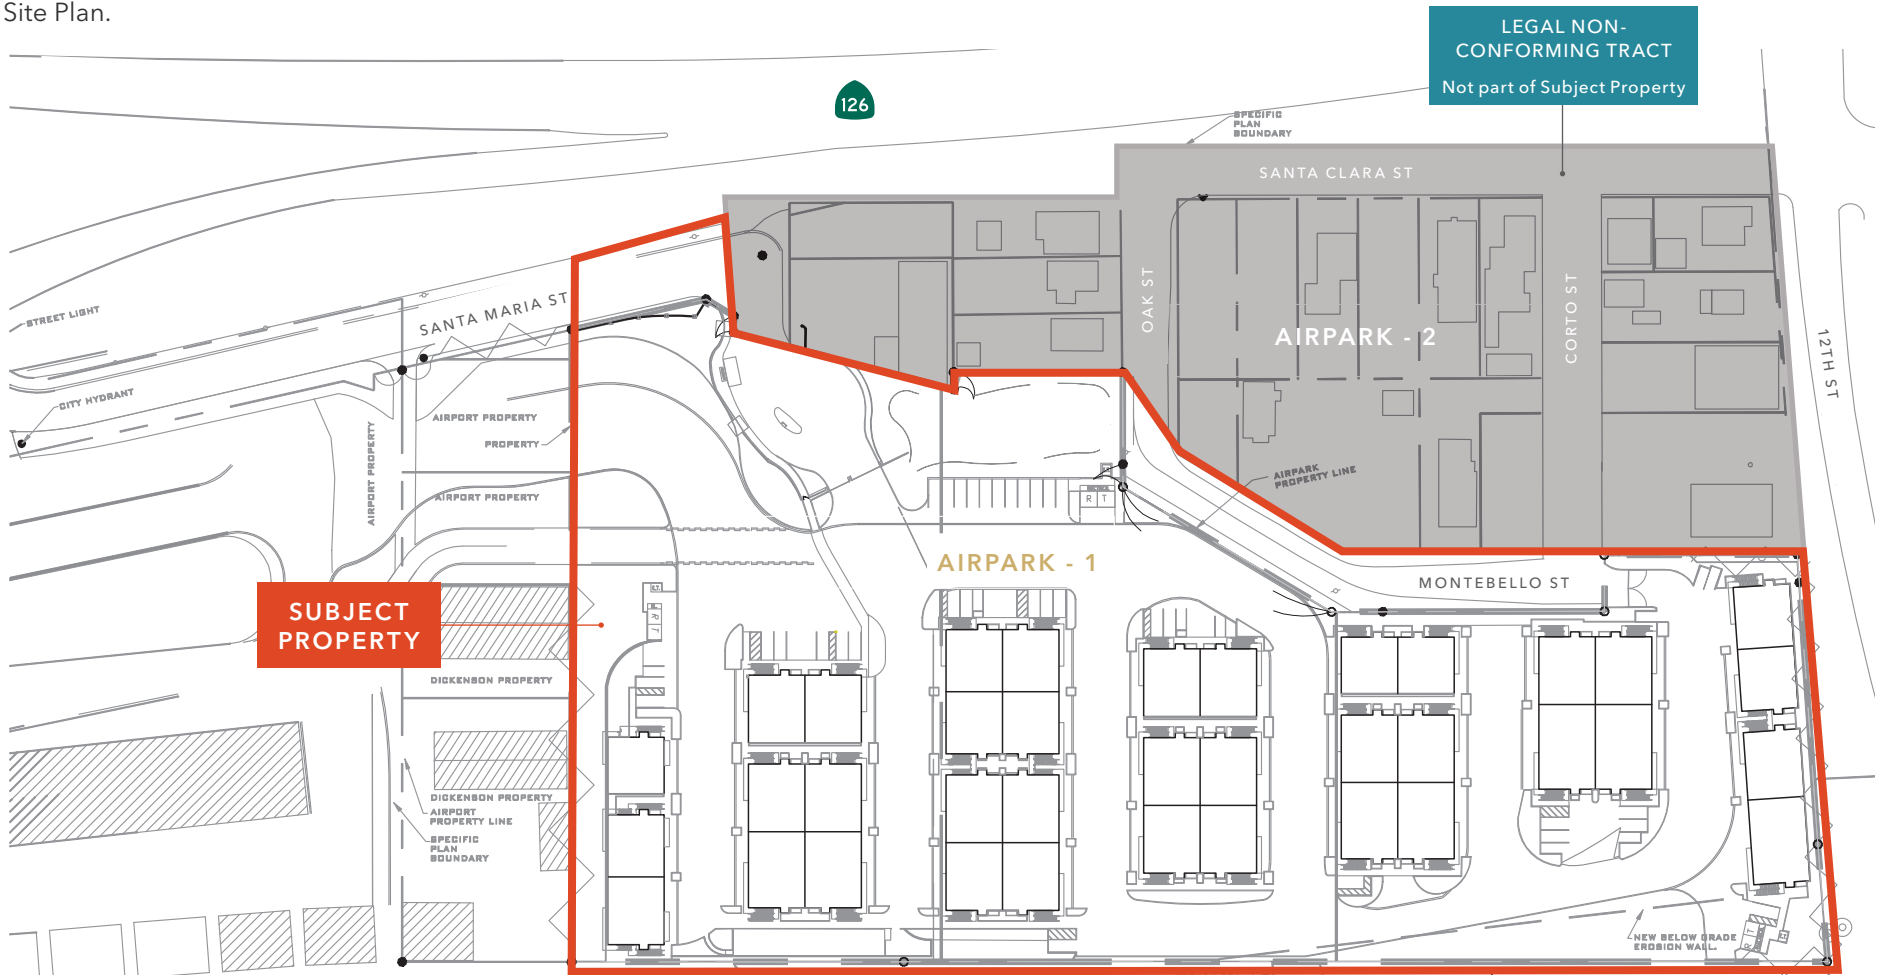 Site Plan.
LEGAL NON-
CONFORMING TRACT
Not part of Subject Property
126
SPECIFIC
PLAN
BOUNDARY
SANTA CLARA ST
SANTA MARIA ST
STREET LIGHT
OAK ST
AIRPARK - 2
CORTO ST
12TH ST
CITY HYDRANT
AIRPORT PROPERTY
PROPERTY
AIRPORT PROPERTY
AIRPORT PROPERTY
AIRPARK
PROPERTY LINE
R T
AIRPARK - 1
MONTEBELLO ST
SUBJECT
PROPERTY
R T
DICKENSON PROPERTY
DICKENSON PROPERTY
AIRPORT
PROPERTY LINE
SPECIFIC
PLAN
BOUNDARY
NEW BELOW GRADE
EROSION WALL.
R T